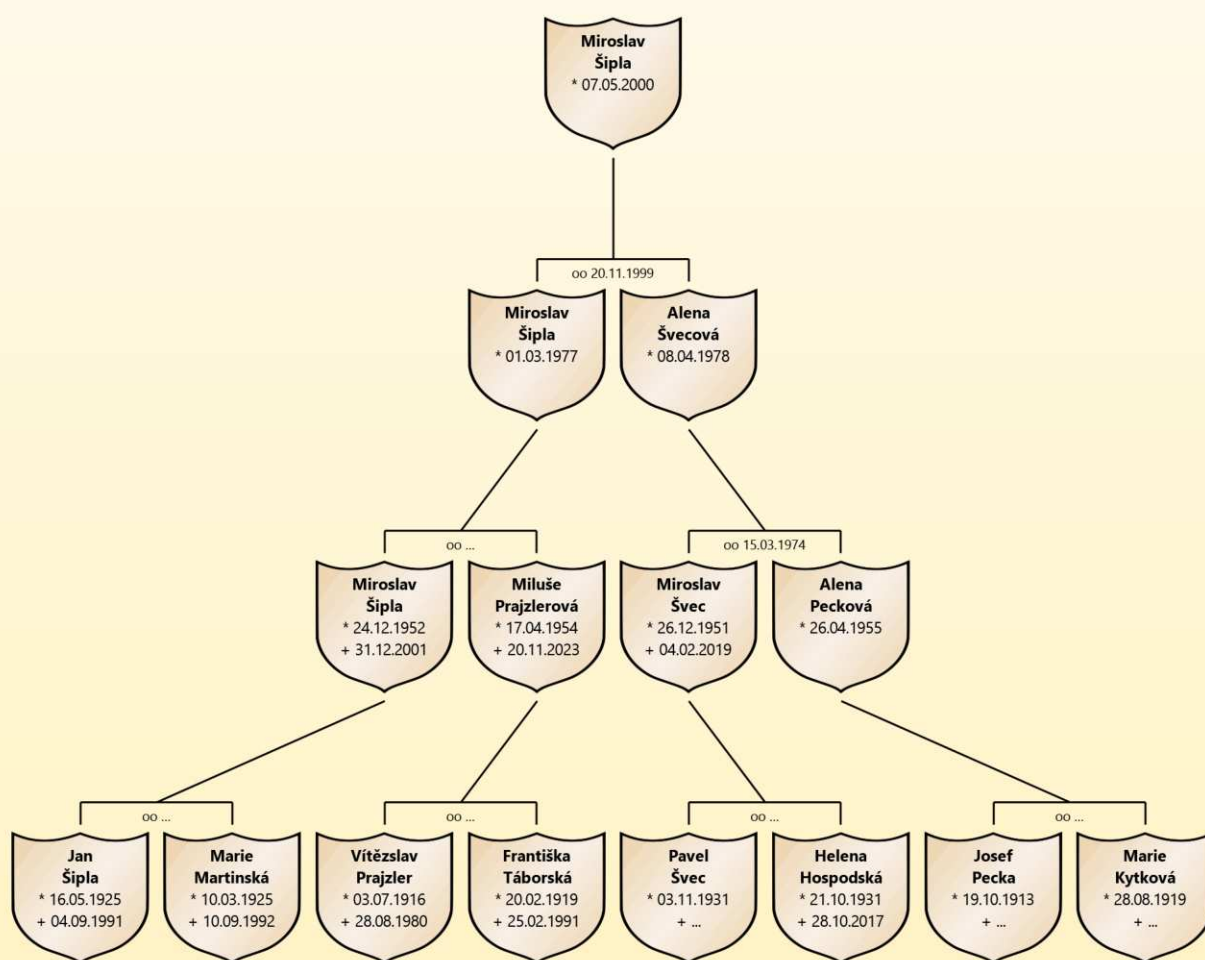 Miroslav
Šipla
* 07.05.2000
oo 20.11.1999
Miroslav
Šipla
* 01.03.1977
Alena
Švecová
* 08.04.1978
oo ...
oo 15.03.1974
Miroslav
Šipla
* 24.12.1952
+ 31.12.2001
Miluše
Prajzlerová
* 17.04.1954
+ 20.11.2023
Miroslav
Švec
* 26.12.1951
+ 04.02.2019
Alena
Pecková
* 26.04.1955
oo ...
oo ...
oo ...
oo ...
Jan
Šipla
* 16.05.1925
+ 04.09.1991
Marie
Martinská
* 10.03.1925
+ 10.09.1992
Vítězslav
Prajzler
* 03.07.1916
+ 28.08.1980
Františka
Táborská
* 20.02.1919
+ 25.02.1991
Pavel
Švec
* 03.11.1931
+ ...
Helena
Hospodská
* 21.10.1931
+ 28.10.2017
Josef
Pecka
* 19.10.1913
+ ...
Marie
Kytková
* 28.08.1919
+ ...